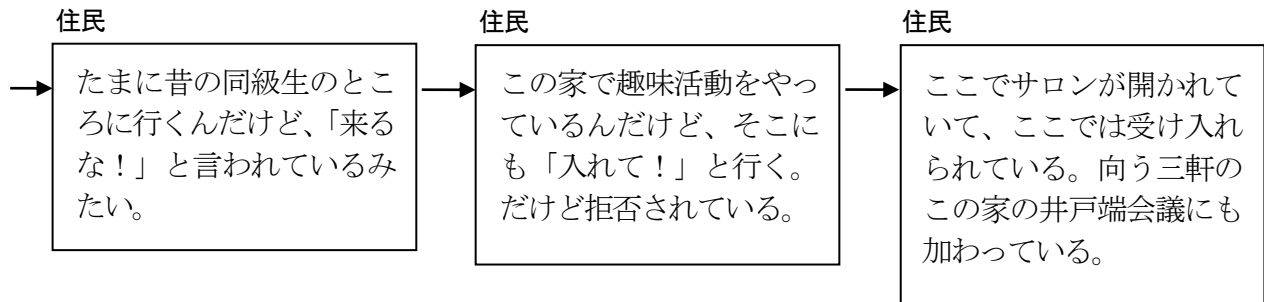 住民
たまに昔の同級生のとこ
ろに行くんだけど、「来る
な！」と言われているみ
たい。
住民
この家で趣味活動をやっ
ているんだけど、そこに
も「入れて！」と行く。
だけど拒否されている。
住民
ここでサロンが開かれて
いて、ここでは受け入れ
られている。向う三軒の
この家の井戸端会議にも
加わっている。